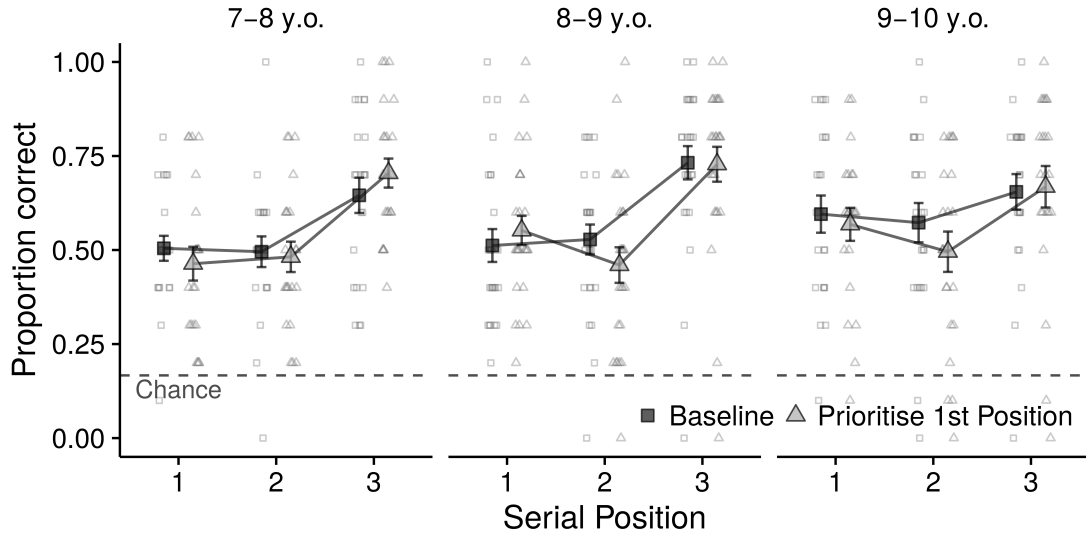 7−8 y.o.
8−9 y.o.
9−10 y.o.
Proportion correct
1.00
0.75
0.50
0.25
0.00
Chance
Baseline
Prioritise 1st Position
1 2 3
1 2 3
1 2 3
Serial Position